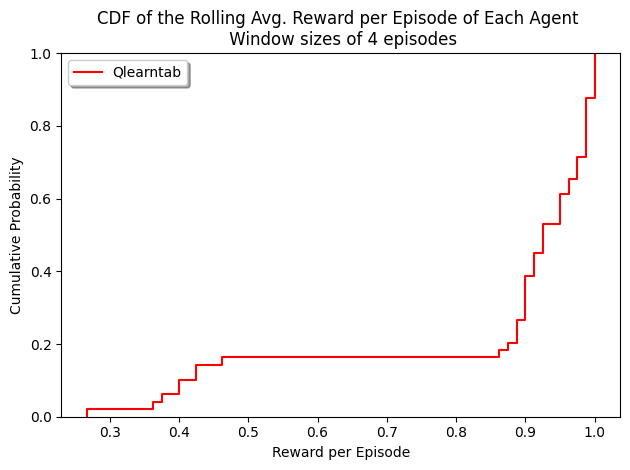 CDF of the Rolling Avg. Reward per Episode of Each Agent
Window sizes of 4 episodes
Qlearntab
Cumulative Probability
1.0
0.8
0.6
0.4
0.2
0.0
0.3 0.4 0.5 0.6 0.7 0.8 0.9 1.0
Reward per Episode